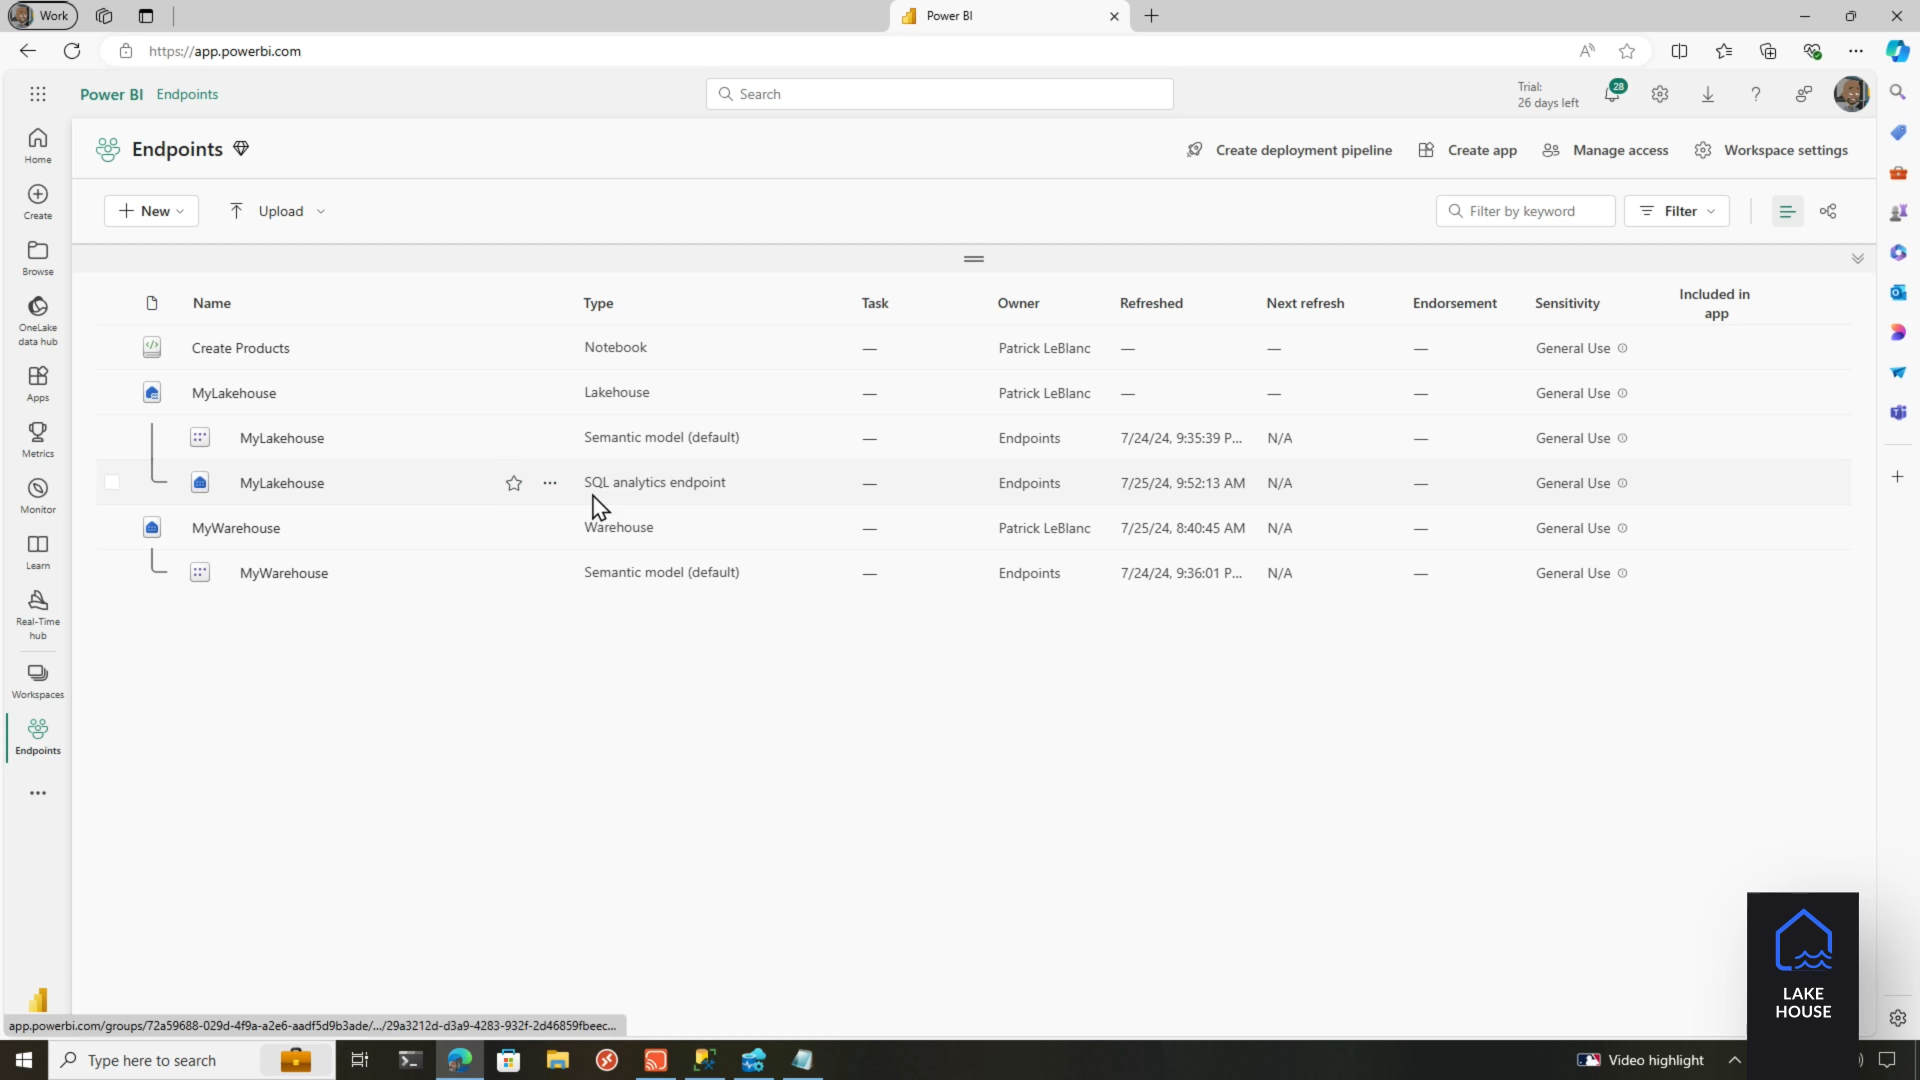 Work
Power BI
https://app.powerbi.com
Power BI Endpoints
Search
Trial:
26 days left
28
Endpoints
Create deployment pipeline
Create app
Manage access
Workspace settings
New
Upload
Filter by keyword
Filter
Home
Create
Browse
OneLake
data hub
Apps
Metrics
Monitor
Learn
Real-Time
hub
Workspaces
Endpoints
Name Type Task Owner Refreshed Next refresh Endorsement Sensitivity Included in
app
Create Products Notebook — Patrick LeBlanc — — — General Use
MyLakehouse Lakehouse — Patrick LeBlanc — — — General Use
MyLakehouse Semantic model (default) — Endpoints 7/24/24, 9:35:39 P... N/A — General Use
MyLakehouse SQL analytics endpoint — Endpoints 7/25/24, 9:52:13 AM N/A — General Use
MyWarehouse Warehouse — Patrick LeBlanc 7/25/24, 8:40:45 AM N/A — General Use
MyWarehouse Semantic model (default) — Endpoints 7/24/24, 9:36:01 P... N/A — General Use
LAKE
HOUSE
app.powerbi.com/groups/72a59688-029d-4f9a-a2e6-aadf5d9b3ade/.../29a3212d-d3a9-4283-932f-2d46859fbeec...
Type here to search
Video highlight